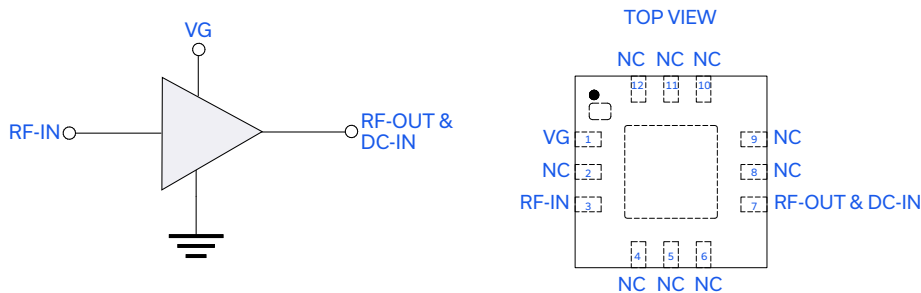 VG
RF-IN
RF-OUT &
DC-IN
TOP VIEW
NC NC NC
12 11 10
VG 1 9 NC
NC 2 8 NC
RF-IN 3 7 RF-OUT & DC-IN
4 5 6
NC NC NC